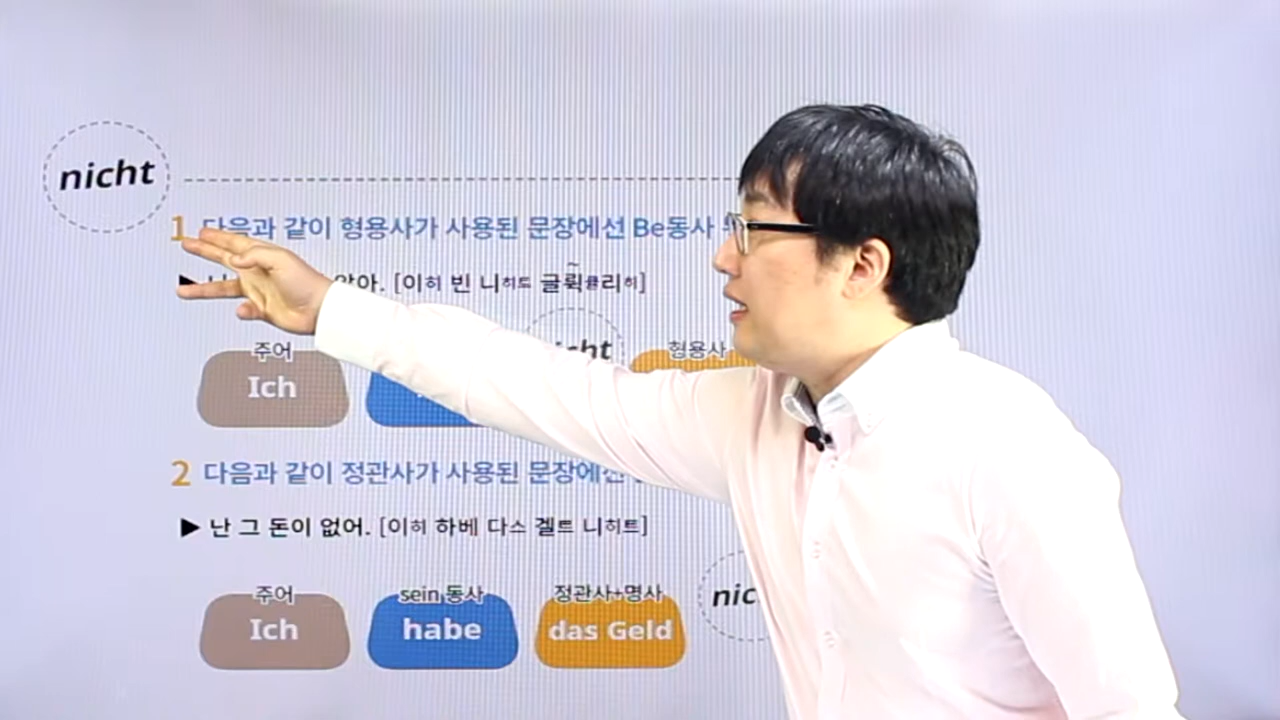 nicht
1 다음과 같이 형용사가 사용된 문장에선 Be동사
▶ 않아. [이히 빈 니히트 글뤽클리히]
주어 형용사
Ich
2 다음과 같이 정관사가 사용된 문장에선
▶ 난 그 돈이 없어. [이히 하베 다스 겔트 니히트]
주어 sein 동사 정관사+명사
Ich habe das Geld